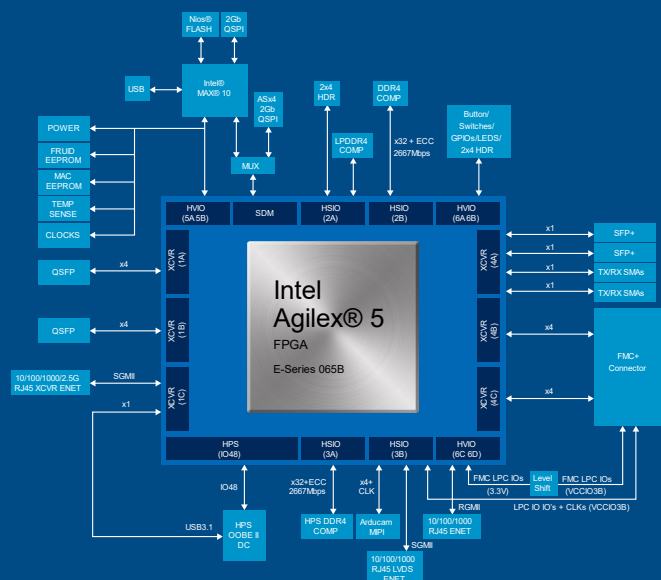 Nios®
FLASH
2Gb
QSPI
USB
Intel®
MAX® 10
ASx4
2Gb
QSPI
2x4
HDR
DDR4
COMP
LPDDR4
COMP
x32 + ECC
2667Mbps
Button/
Switches/
GPIOs/LEDS/
2x4 HDR
POWER
FRUID
EEPROM
MAC
EEPROM
TEMP
SENSE
CLOCKS
MUX
HVIO
(5A 5B)
SDM
HSIO
(2A)
HSIO
(2B)
HVIO
(6A 6B)
QSFP
x4
XCVR
(1A)
QSFP
x4
XCVR
(1B)
10/100/1000/2.5G
RJ45 XCVR ENET
SGMII
x1
XCVR
(1C)
Intel
Agilex® 5
FPGA
E-Series 065B
XCVR
(4A)
x1
SFP+
x1
SFP+
x1
TX/RX SMAs
x1
TX/RX SMAs
XCVR
(4B)
x4
XCVR
(4C)
x4
FMC+
Connector
HPS
(IO48)
HSIO
(3A)
HSIO
(3B)
HVIO
(6C 6D)
IO48
x32+ECC
2667Mbps
x4+
CLK
FMC LPC IOs
(3.3V)
Level
Shift
FMC LPC IOs
(VCCIO3B)
RGMII
LPC IO IO's + CLKs (VCCIO3B)
USB3.1
HPS
OOBE II
DC
HPS DDR4
COMP
Arducam
MIPI
10/100/1000
RJ45 ENET
SGMII
10/100/1000
RJ45 LVDS
ENET